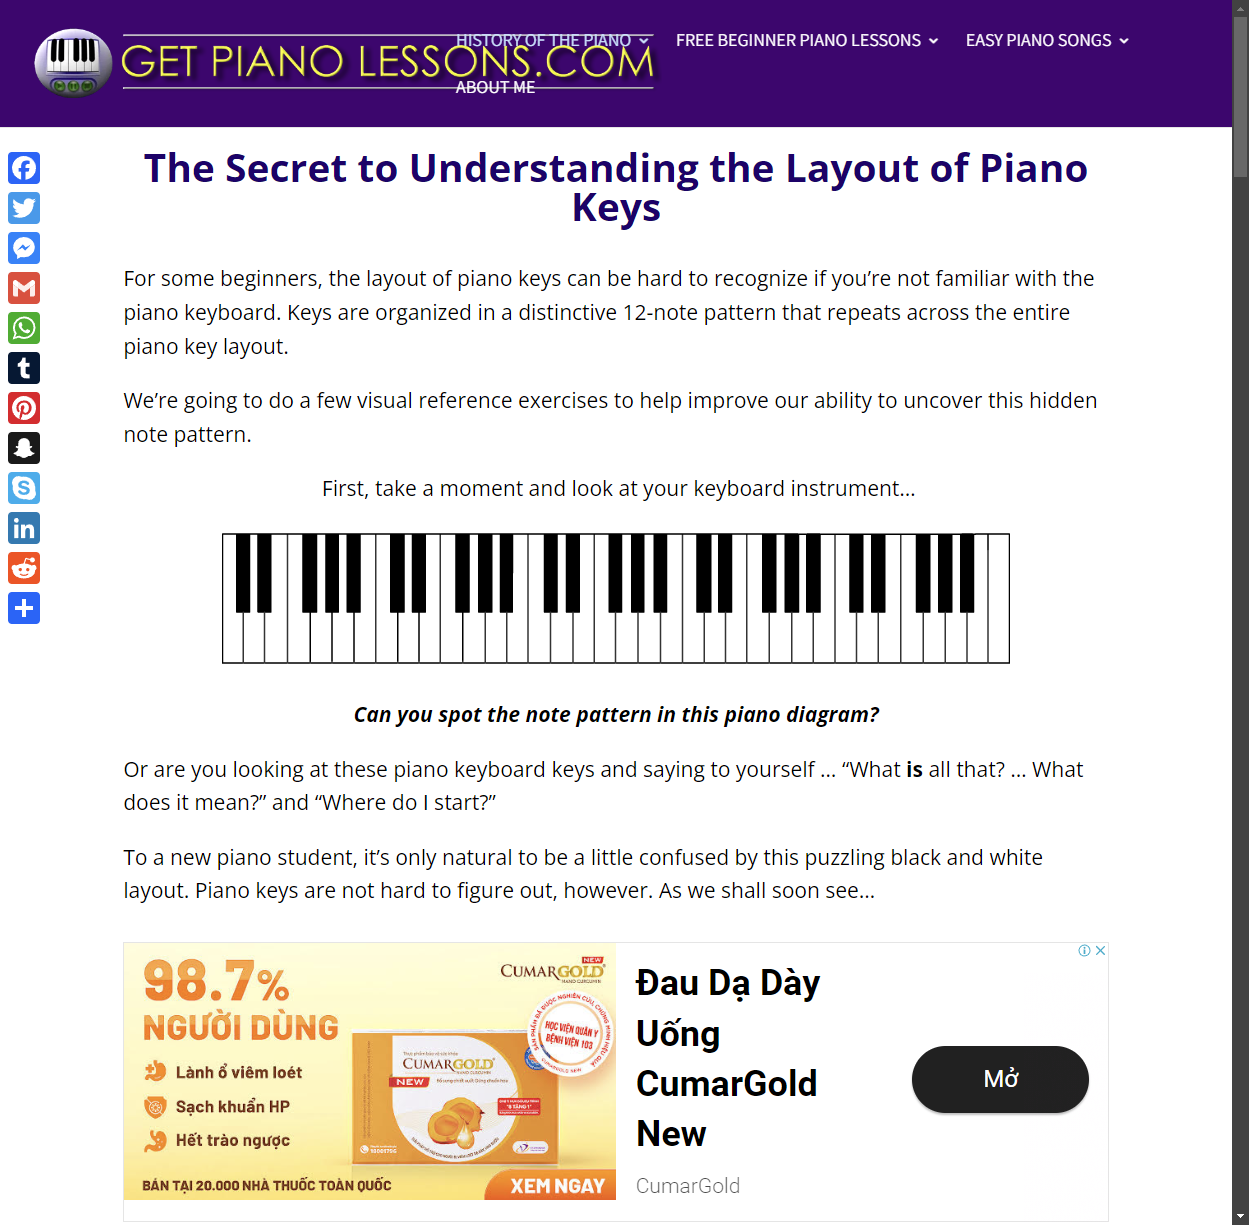 GET PIANO LESSONS.COM
HISTORY OF THE PIANO
FREE BEGINNER PIANO LESSONS
EASY PIANO SONGS
ABOUT ME
The Secret to Understanding the Layout of Piano
Keys
For some beginners, the layout of piano keys can be hard to recognize if you’re not familiar with the
piano keyboard. Keys are organized in a distinctive 12-note pattern that repeats across the entire
piano key layout.
We’re going to do a few visual reference exercises to help improve our ability to uncover this hidden
note pattern.
First, take a moment and look at your keyboard instrument…
Can you spot the note pattern in this piano diagram?
Or are you looking at these piano keyboard keys and saying to yourself … “What is all that? … What
does it mean?” and “Where do I start?”
To a new piano student, it’s only natural to be a little confused by this puzzling black and white
layout. Piano keys are not hard to figure out, however. As we shall soon see…
98.7%
NGƯỜI DÙNG
Lành ổ viêm loét
Sạch khuẩn HP
Hết trào ngược
BÁN TẠI 20.000 NHÀ THUỐC TOÀN QUỐC
NEW
CUMARGOLD
NANO CURCUMIN
HỌC VIỆN QUÂN Y
BỆNH VIỆN 103
CUMARGOLD
NEW
XEM NGAY
Đau Dạ Dày
Uống
CumarGold
New
CumarGold
Mở